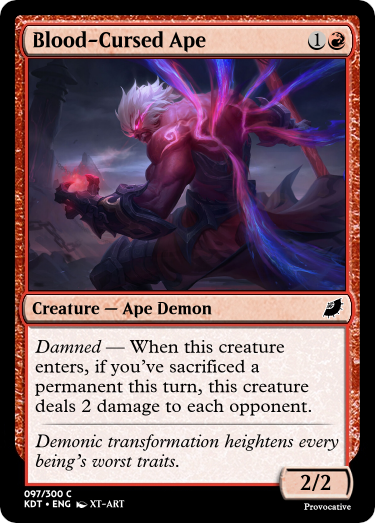 Blood-Cursed Ape 1
Creature — Ape Demon
Damned — When this creature
enters, if you've sacrificed a
permanent this turn, this creature
deals 2 damage to each opponent.
Demonic transformation heightens every
being's worst traits.
2/2
097/300 C
KDT • ENG XT-ART
Provocative